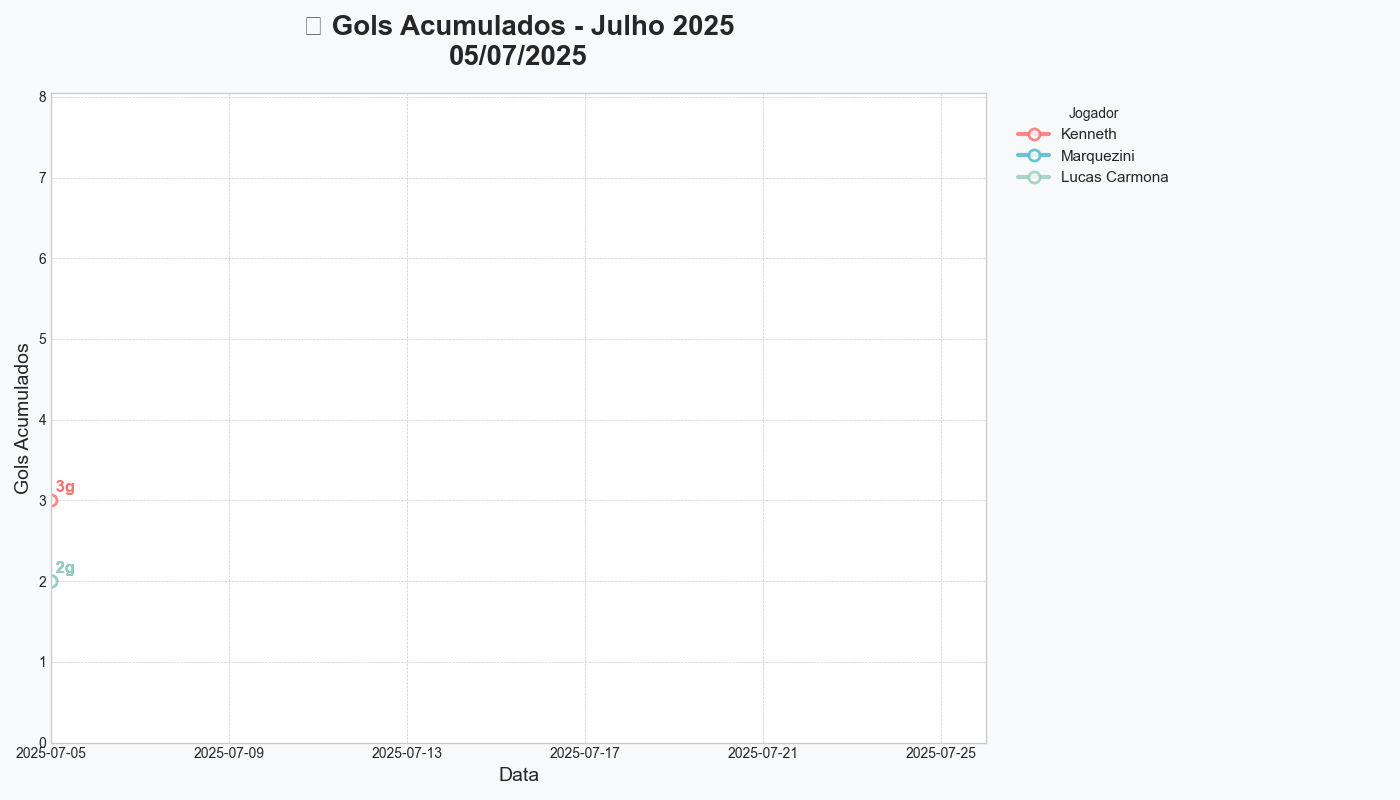 Gols Acumulados - Julho 2025
05/07/2025
8
7
6
5
4
3
2
1
0
Gols Acumulados
3g
2g
2025-07-05 2025-07-09 2025-07-13 2025-07-17 2025-07-21 2025-07-25
Data
Jogador
Kenneth
Marquezini
Lucas Carmona